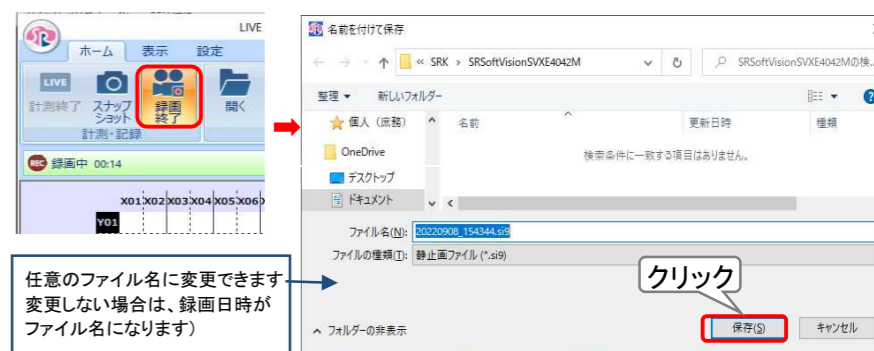 LIVE
ホーム 表示 設定
LIVE
計測終了 スナップショット 録画終了 開く
計測・記録
REC 録画中 00:14
X01 X02 X03 X04 X05 X06
Y01
任意のファイル名に変更できます
変更しない場合は、録画日時が
ファイル名になります）
名前を付けて保存
« SRK › SRSoftVisionSVXE4042M
SRSoftVisionSVXE4042Mの検...
整理 新しいフォルダー
個人（庶務） 名前 更新日時 種類
OneDrive 検索条件に一致する項目はありません。
デスクトップ
ドキュメント
ファイル名(N): 20220908_154344.si9
ファイルの種類(T): 静止画ファイル (*.si9)
クリック
フォルダーの非表示 保存(S) キャンセル